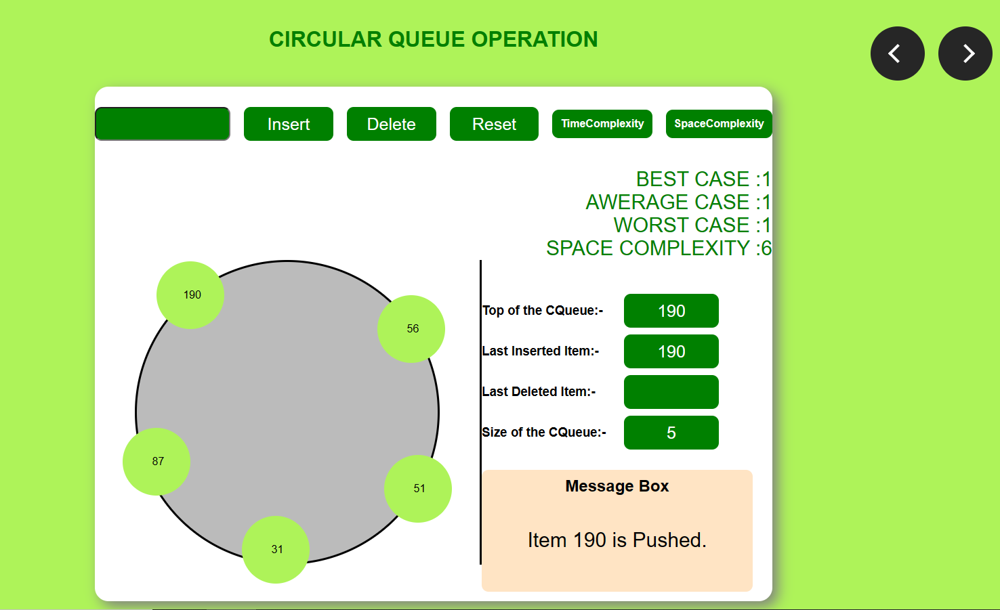 CIRCULAR QUEUE OPERATION
Insert Delete Reset TimeComplexity SpaceComplexity
BEST CASE :1
AWERAGE CASE :1
WORST CASE :1
SPACE COMPLEXITY :6
190
56
87
51
31
Top of the CQueue:- 190
Last Inserted Item:- 190
Last Deleted Item:-
Size of the CQueue:- 5
Message Box
Item 190 is Pushed.